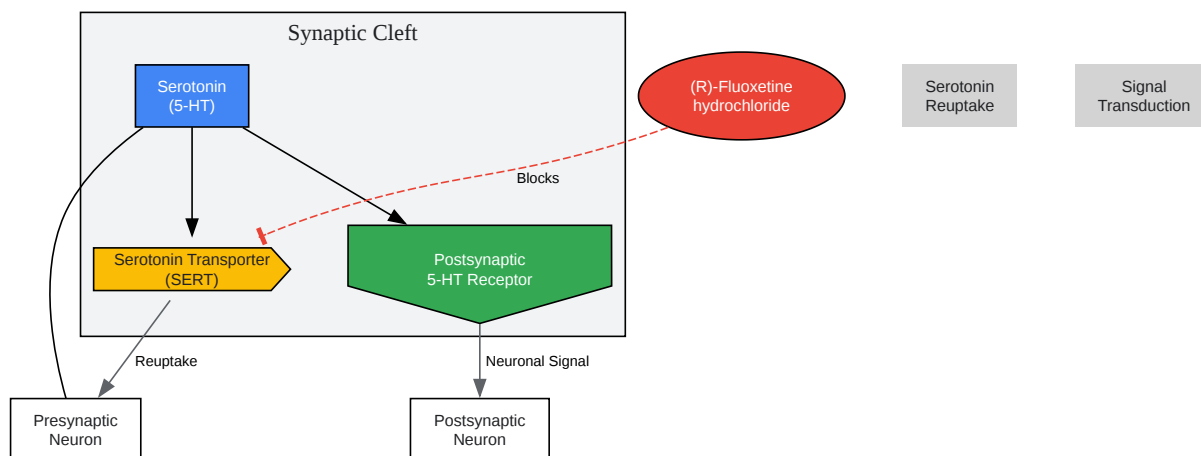 Synaptic Cleft
Serotonin
(5-HT)
(R)-Fluoxetine
hydrochloride
Serotonin
Reuptake
Signal
Transduction
Blocks
Serotonin Transporter
(SERT)
Postsynaptic
5-HT Receptor
Reuptake
Neuronal Signal
Presynaptic
Neuron
Postsynaptic
Neuron